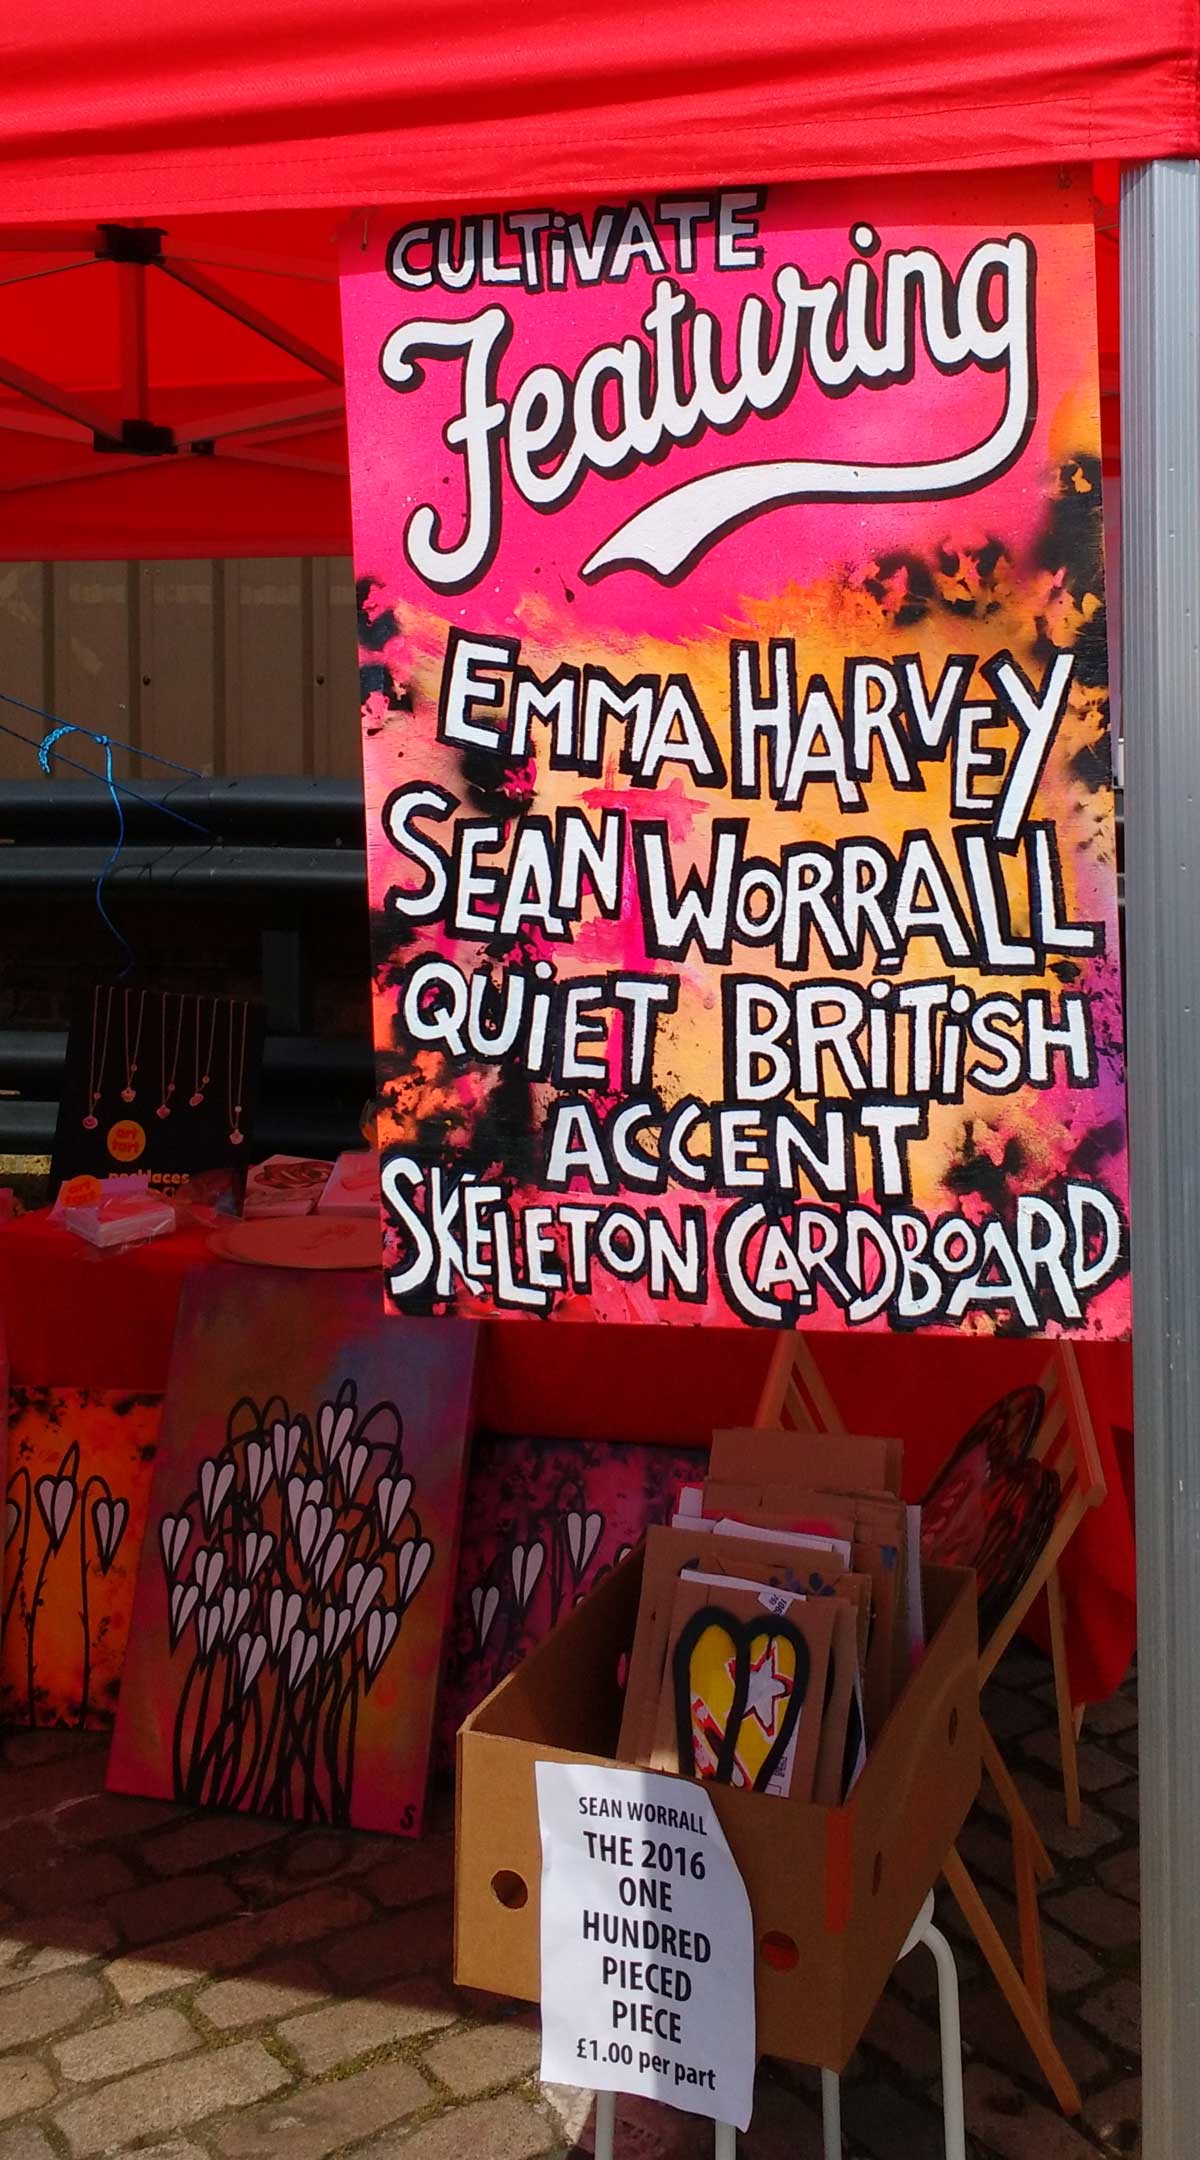 CULTiVATE
Featuring
EMMA HARVEY
SEAN WORRALL
QUiET BRiTiSH
ACCENT
SKELETON CARDBOARD
necklaces
S
SEAN WORRALL
THE 2016
ONE
HUNDRED
PIECED
PIECE
£1.00 per part